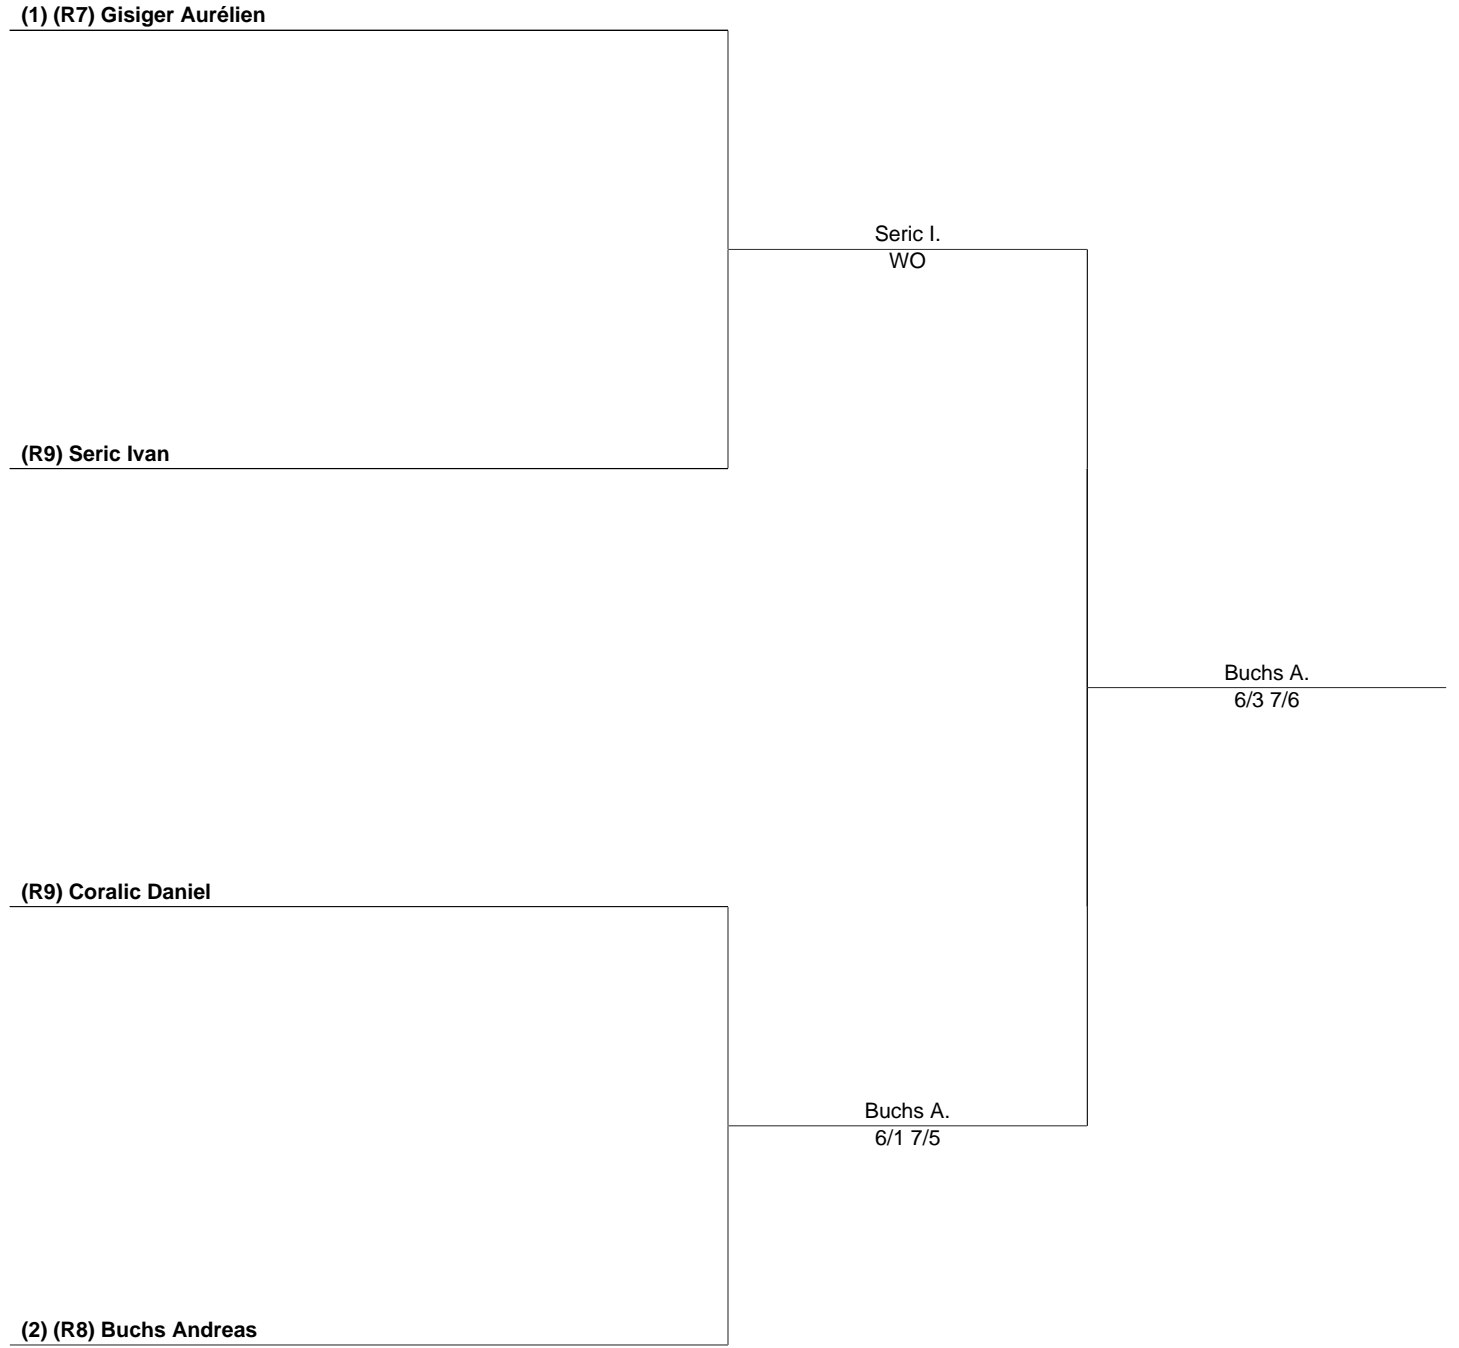 (1) (R7) Gisiger Aurélien
Seric I.
WO
(R9) Seric Ivan
Buchs A.
6/3 7/6
(R9) Coralic Daniel
Buchs A.
6/1 7/5
(2) (R8) Buchs Andreas